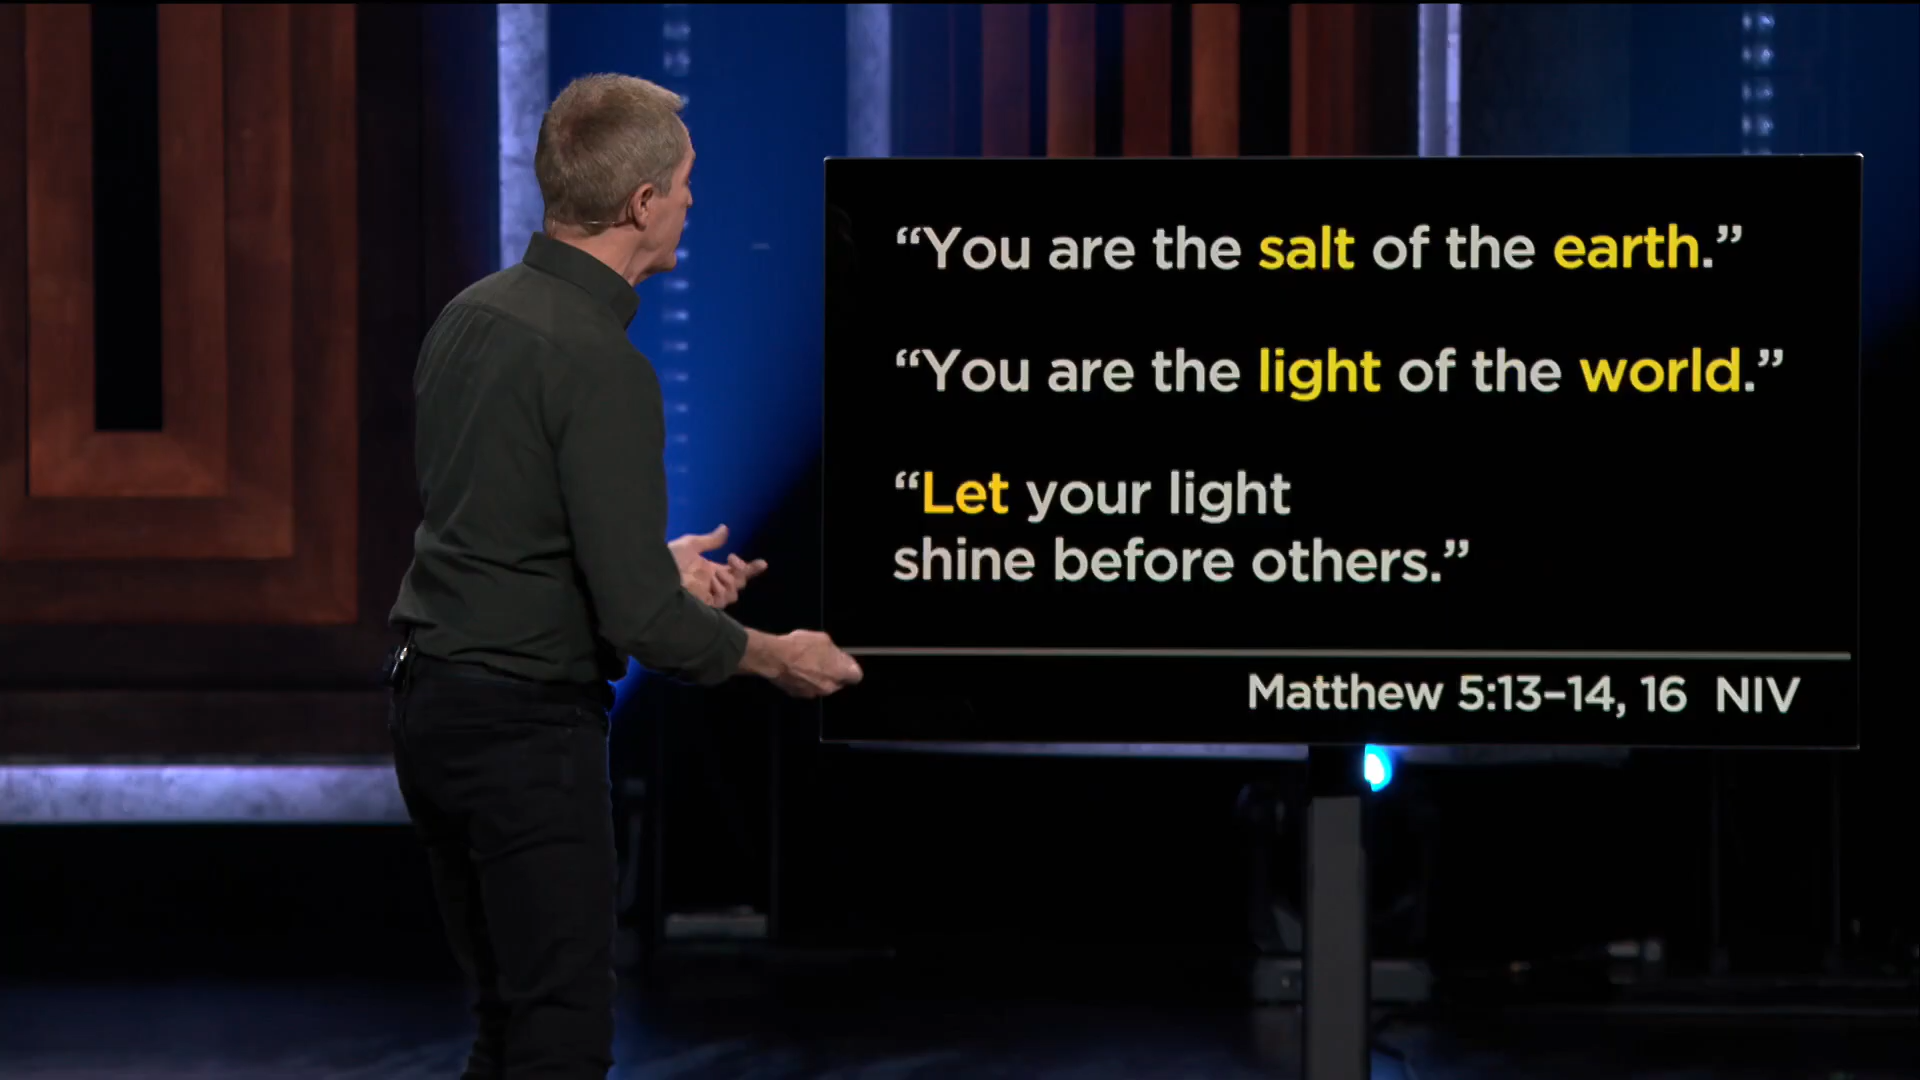 “You are the salt of the earth.”
“You are the light of the world.”
“Let your light
shine before others.”
Matthew 5:13–14, 16 NIV